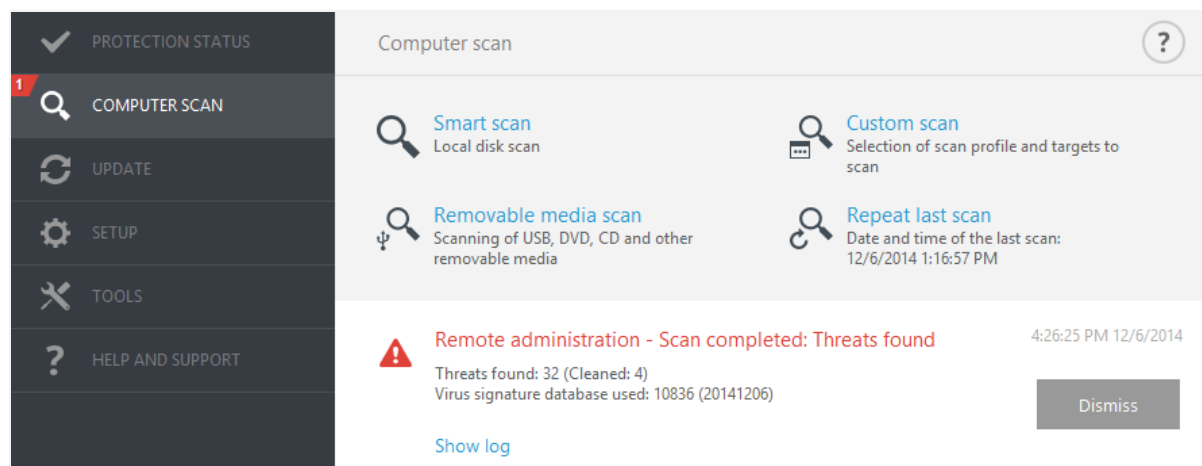 PROTECTION STATUS
1
COMPUTER SCAN
UPDATE
SETUP
TOOLS
? HELP AND SUPPORT
Computer scan
?
Smart scan
Local disk scan
Custom scan
Selection of scan profile and targets to
scan
Removable media scan
Scanning of USB, DVD, CD and other
removable media
Repeat last scan
Date and time of the last scan:
12/6/2014 1:16:57 PM
Remote administration - Scan completed: Threats found
4:26:25 PM 12/6/2014
Threats found: 32 (Cleaned: 4)
Virus signature database used: 10836 (20141206)
Dismiss
Show log